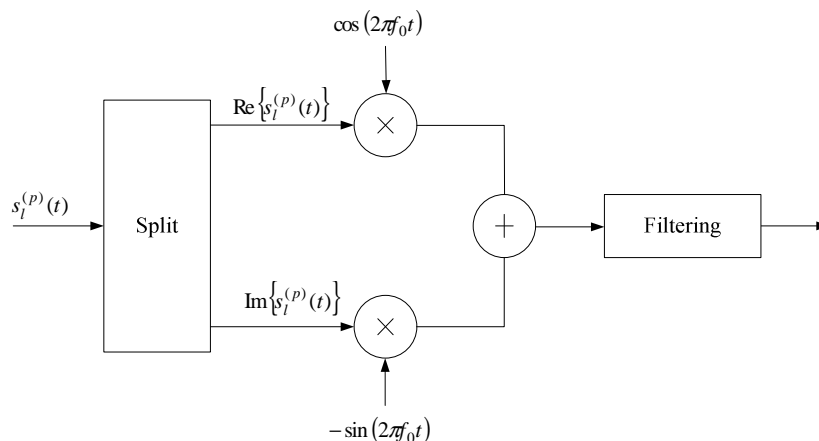 cos(2πf₀t)
Re{s_l^(p)(t)}
×
s_l^(p)(t)
Split
+
Filtering
Im{s_l^(p)(t)}
×
−sin(2πf₀t)